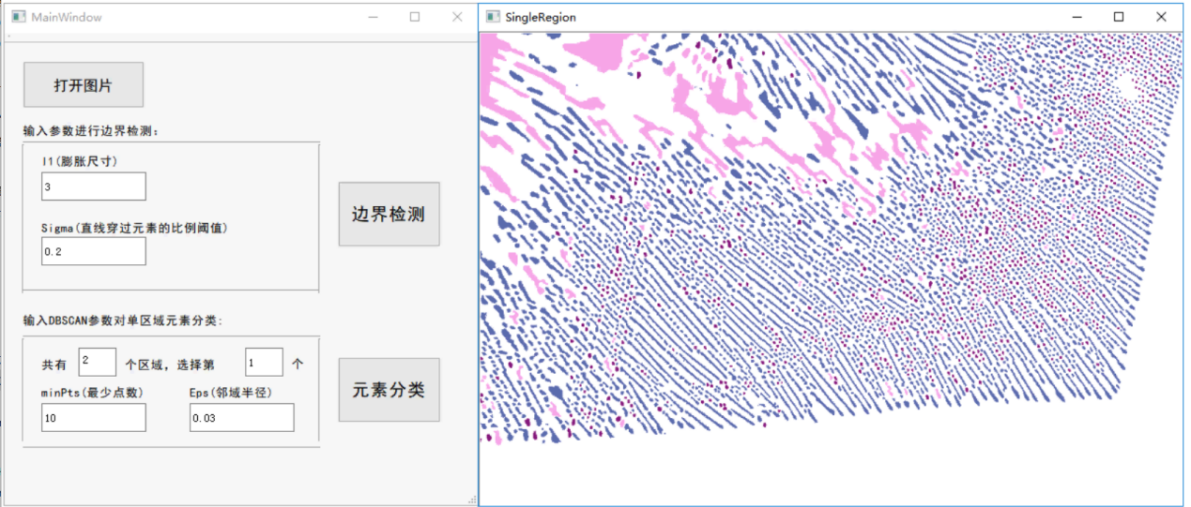 MainWindow
SingleRegion
打开图片
输入参数进行边界检测:
l1(膨胀尺寸)
3
Sigma(直线穿过元素的比例阈值)
0.2
边界检测
输入DBSCAN参数对单区域元素分类:
共有 2 个区域，选择第 1 个
minPts(最少点数) Eps(邻域半径)
10 0.03
元素分类